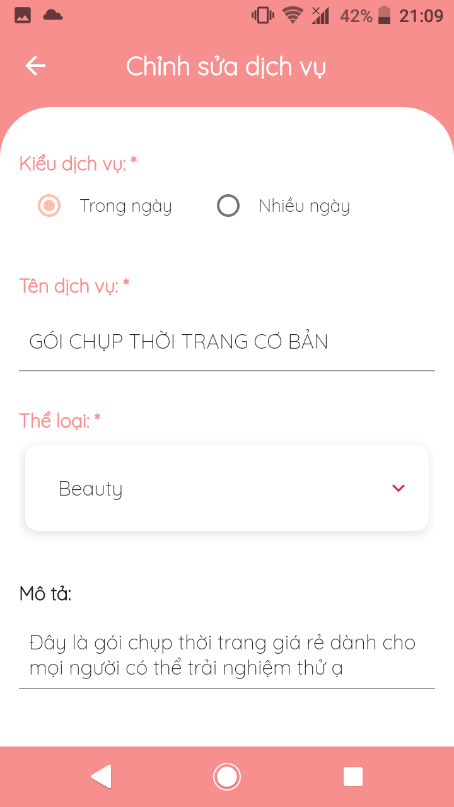 42% 21:09
Chỉnh sửa dịch vụ
Kiểu dịch vụ: *
Trong ngày Nhiều ngày
Tên dịch vụ: *
GÓI CHỤP THỜI TRANG CƠ BẢN
Thể loại: *
Beauty
Mô tả:
Đây là gói chụp thời trang giá rẻ dành cho
mọi người có thể trải nghiệm thử ạ